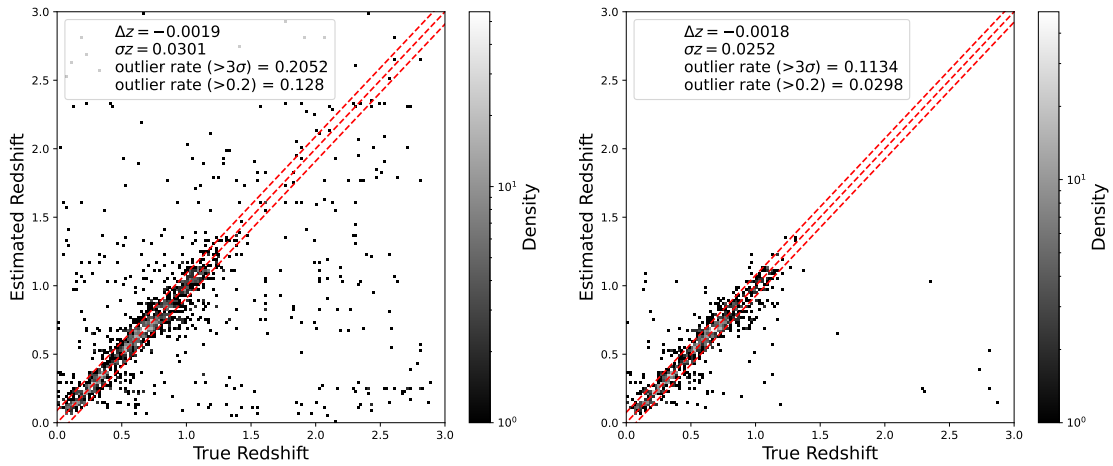 Δz = −0.0019
σz = 0.0301
outlier rate (>3σ) = 0.2052
outlier rate (>0.2) = 0.128
3.0
2.5
2.0
1.5
1.0
0.5
0.0
Estimated Redshift
0.0 0.5 1.0 1.5 2.0 2.5 3.0
True Redshift
10¹
10⁰
Density
Δz = −0.0018
σz = 0.0252
outlier rate (>3σ) = 0.1134
outlier rate (>0.2) = 0.0298
3.0
2.5
2.0
1.5
1.0
0.5
0.0
Estimated Redshift
0.0 0.5 1.0 1.5 2.0 2.5 3.0
True Redshift
10¹
10⁰
Density